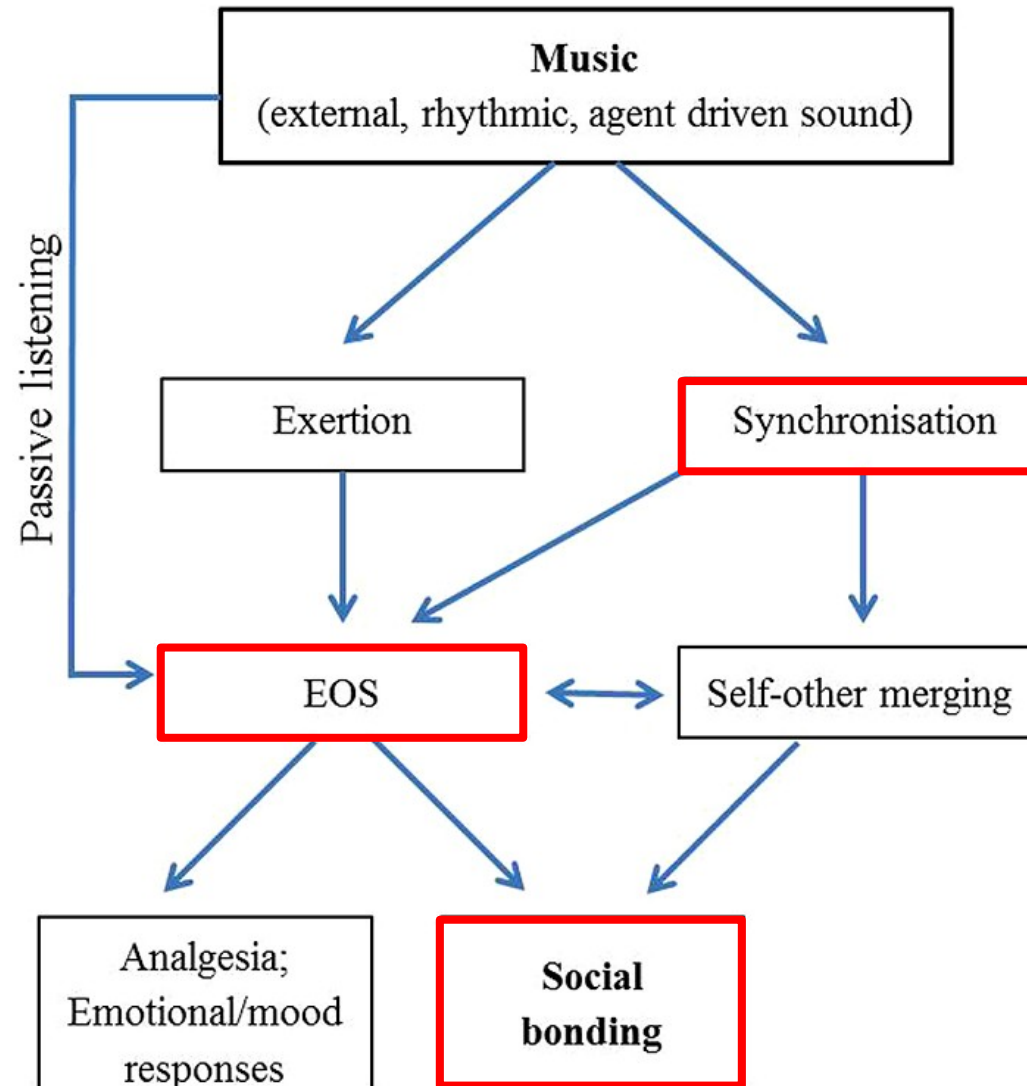 Music
(external, rhythmic, agent driven sound)
Passive listening
Exertion
Synchronisation
EOS
Self-other merging
Analgesia;
Emotional/mood
responses
Social
bonding